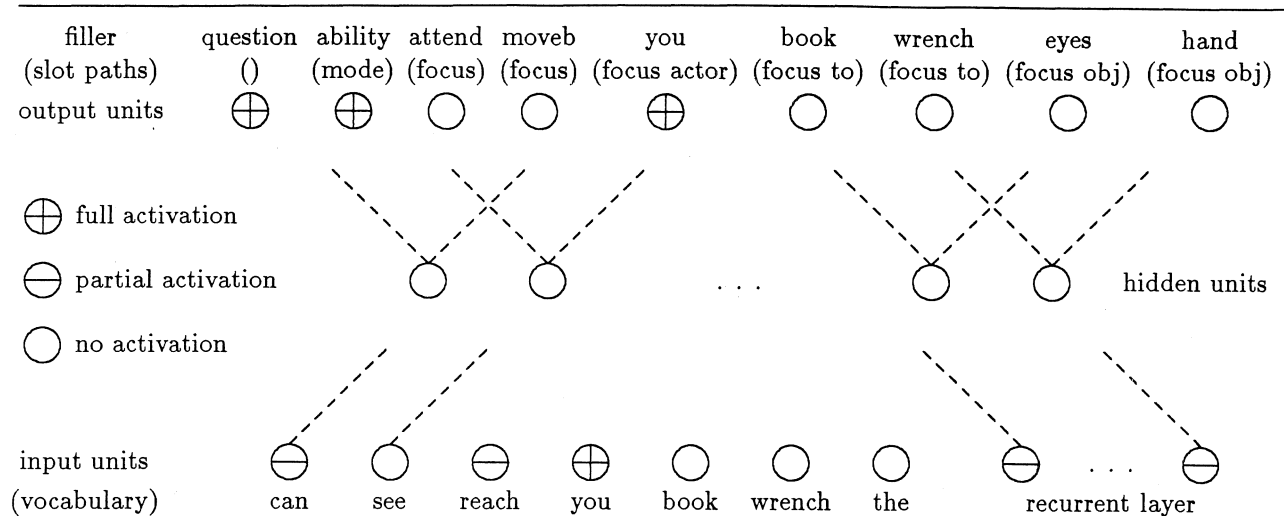 filler question ability attend moveb you book wrench eyes hand
(slot paths) () (mode) (focus) (focus) (focus actor) (focus to) (focus to) (focus obj) (focus obj)
output units
full activation
partial activation . . . hidden units
no activation
input units . . .
(vocabulary) can see reach you book wrench the recurrent layer